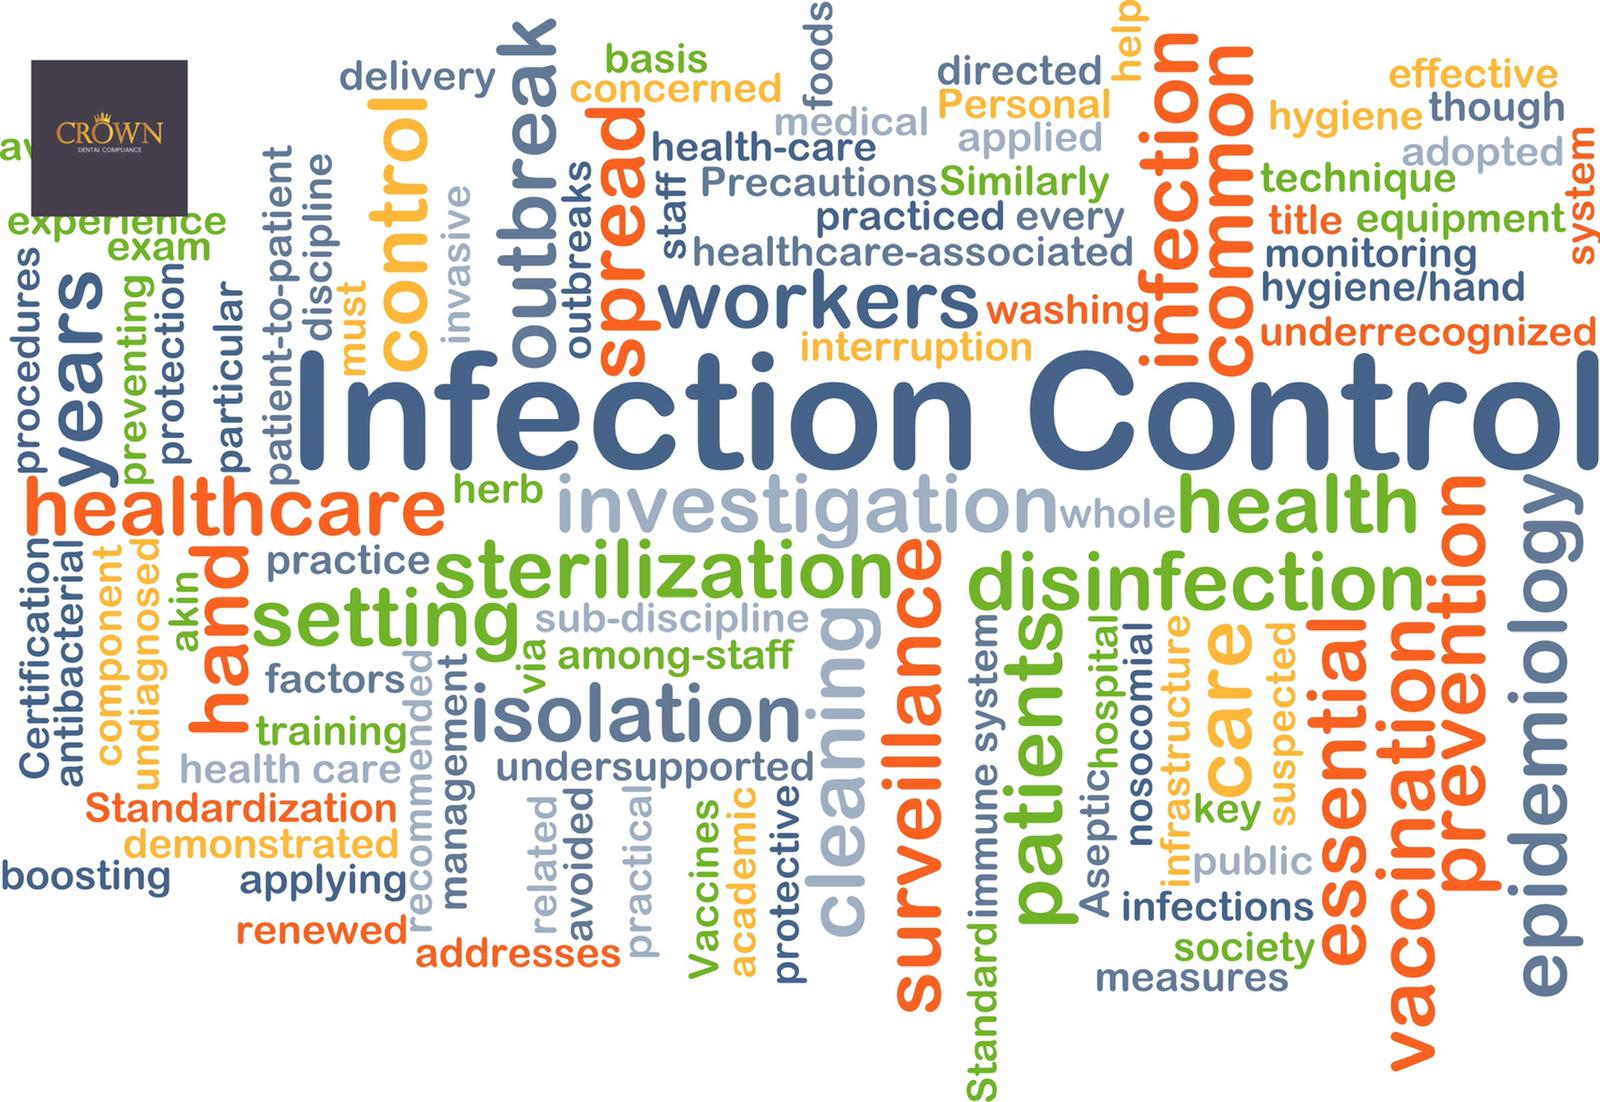 CROWN
DENTAL COMPLIANCE
experience
exam
delivery
control
must
invasive
discipline
patient-to-patient
particular
protection
preventing
years
procedures
outbreak
outbreaks
basis
concerned
spread
staff
foods
medical
health-care
Precautions
practiced
healthcare-associated
workers
interruption
directed
Personal
applied
Similarly
every
washing
help
infection
common
effective
hygiene
though
adopted
technique
title
equipment
system
monitoring
hygiene/hand
underrecognized
Infection Control
healthcare
herb
investigation
whole
health
Certification
antibacterial
component
undiagnosed
akin
hand
practice
sterilization
setting
sub-discipline
via
among-staff
factors
training
health care
recommended
management
isolation
undersupported
Standardization
demonstrated
boosting
applying
renewed
addresses
related
avoided
practical
Vaccines
academic
protective
cleaning
surveillance
disinfection
immune system
Standard
patients
hospital
Aseptic
nosocomial
infrastructure
care
key
suspected
public
infections
society
measures
essential
vaccination
prevention
epidemiology